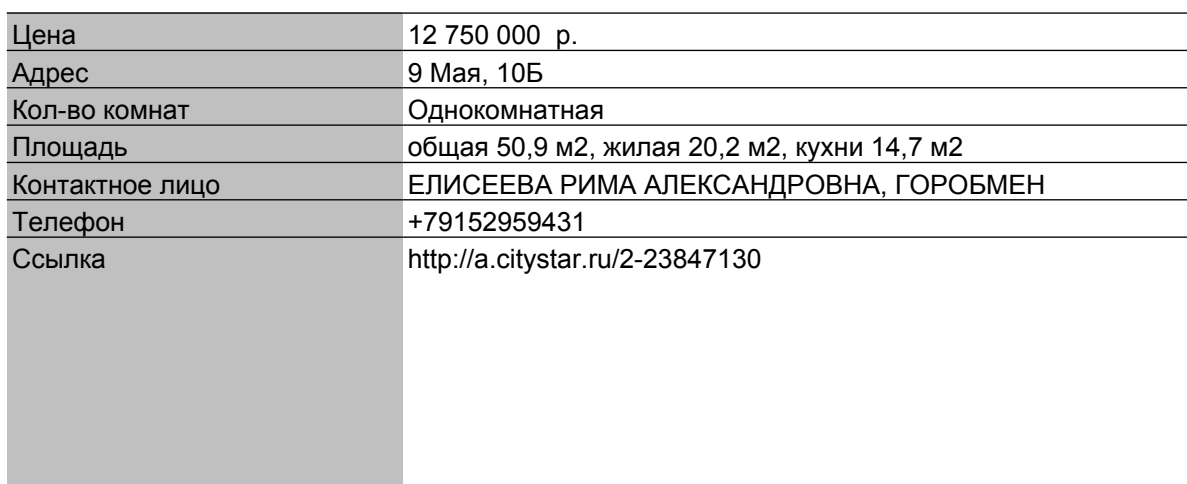 Цена 12 750 000 р.
Адрес 9 Мая, 10Б
Кол-во комнат Однокомнатная
Площадь общая 50,9 м2, жилая 20,2 м2, кухни 14,7 м2
Контактное лицо ЕЛИСЕЕВА РИМА АЛЕКСАНДРОВНА, ГОРОБМЕН
Телефон +79152959431
Ссылка http://a.citystar.ru/2-23847130